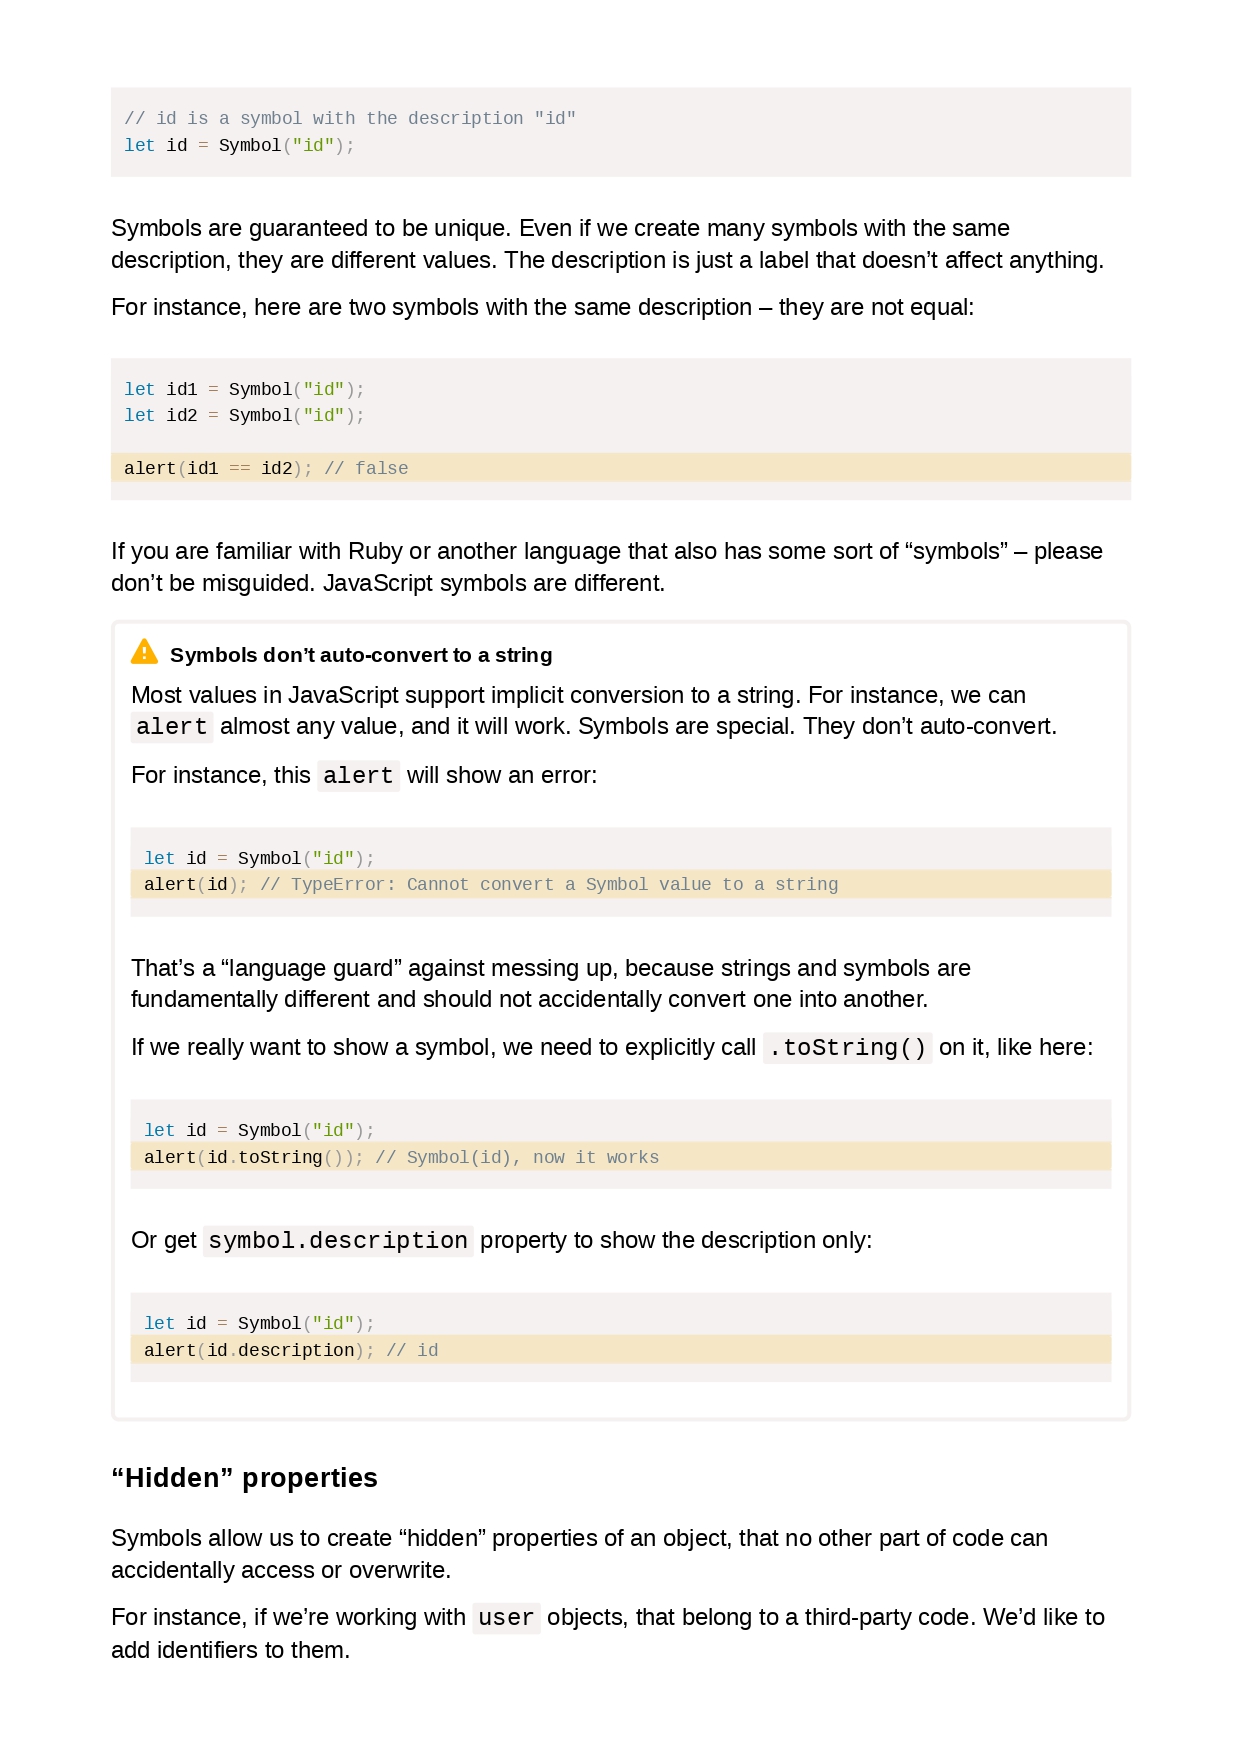 // id is a symbol with the description "id"
let id = Symbol("id");
Symbols are guaranteed to be unique. Even if we create many symbols with the same
description, they are different values. The description is just a label that doesn’t affect anything.
For instance, here are two symbols with the same description – they are not equal:
let id1 = Symbol("id");
let id2 = Symbol("id");
alert(id1 == id2); // false
If you are familiar with Ruby or another language that also has some sort of “symbols” – please
don’t be misguided. JavaScript symbols are different.
Symbols don’t auto-convert to a string
Most values in JavaScript support implicit conversion to a string. For instance, we can
alert almost any value, and it will work. Symbols are special. They don’t auto-convert.
For instance, this alert will show an error:
let id = Symbol("id");
alert(id); // TypeError: Cannot convert a Symbol value to a string
That’s a “language guard” against messing up, because strings and symbols are
fundamentally different and should not accidentally convert one into another.
If we really want to show a symbol, we need to explicitly call .toString() on it, like here:
let id = Symbol("id");
alert(id.toString()); // Symbol(id), now it works
Or get symbol.description property to show the description only:
let id = Symbol("id");
alert(id.description); // id
“Hidden” properties
Symbols allow us to create “hidden” properties of an object, that no other part of code can
accidentally access or overwrite.
For instance, if we’re working with user objects, that belong to a third-party code. We’d like to
add identifiers to them.